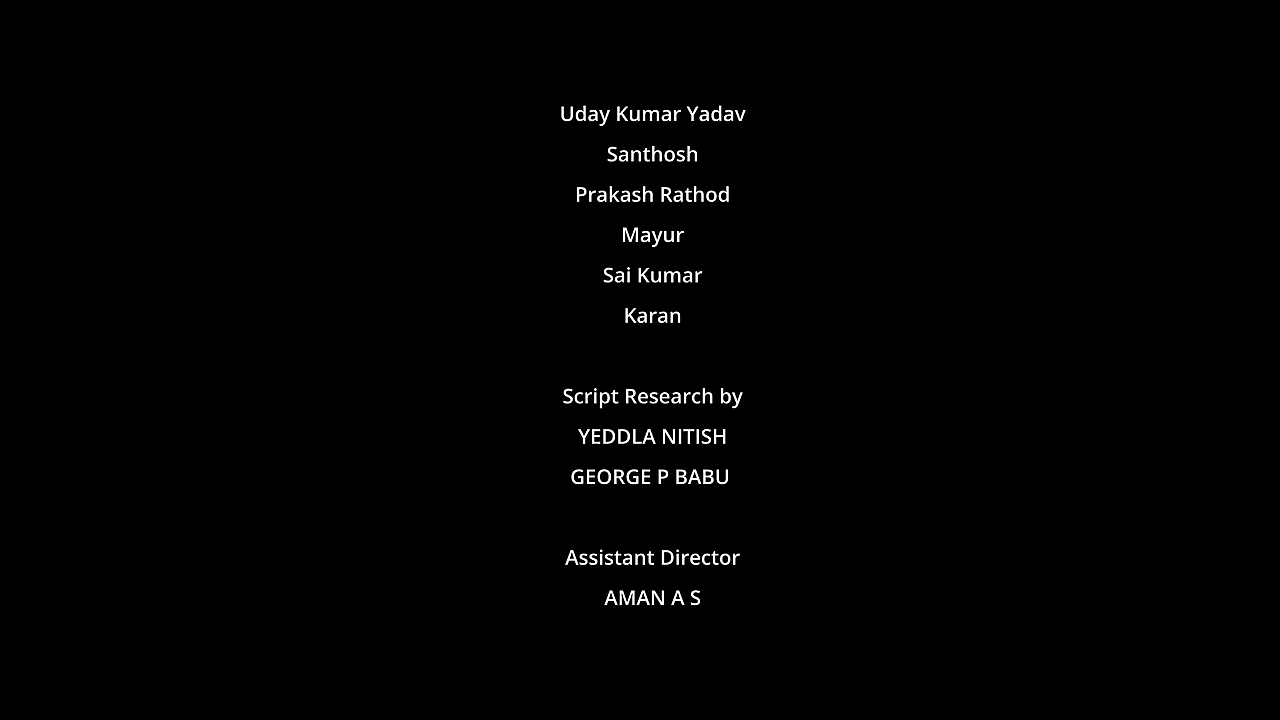 Uday Kumar Yadav
Santhosh
Prakash Rathod
Mayur
Sai Kumar
Karan
Script Research by
YEDDLA NITISH
GEORGE P BABU
Assistant Director
AMAN A S